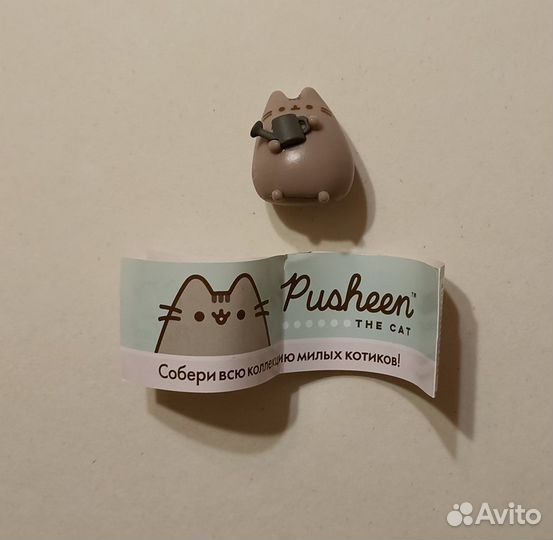 Pusheen™
THE CAT
Собери всю коллекцию милых котиков!
Avito